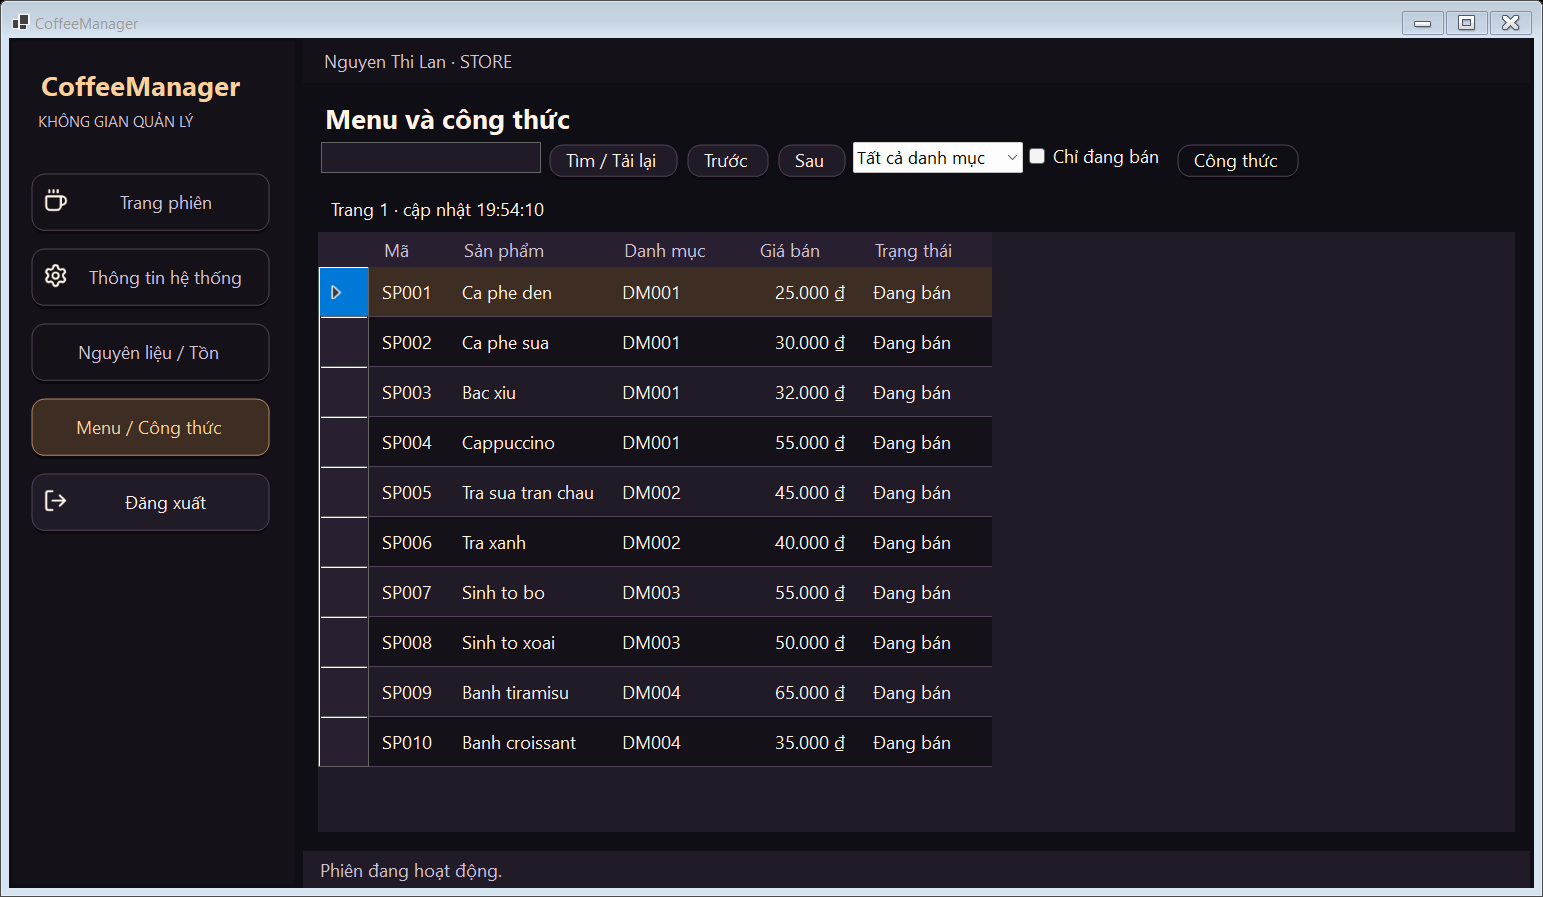 CoffeeManager
CoffeeManager
KHÔNG GIAN QUẢN LÝ
Trang phiên
Thông tin hệ thống
Nguyên liệu / Tồn
Menu / Công thức
Đăng xuất
Nguyen Thi Lan · STORE
Menu và công thức
Tìm / Tải lại Trước Sau Tất cả danh mục Chỉ đang bán Công thức
Trang 1 · cập nhật 19:54:10
Mã Sản phẩm Danh mục Giá bán Trạng thái
SP001 Ca phe den DM001 25.000 ₫ Đang bán
SP002 Ca phe sua DM001 30.000 ₫ Đang bán
SP003 Bac xiu DM001 32.000 ₫ Đang bán
SP004 Cappuccino DM001 55.000 ₫ Đang bán
SP005 Tra sua tran chau DM002 45.000 ₫ Đang bán
SP006 Tra xanh DM002 40.000 ₫ Đang bán
SP007 Sinh to bo DM003 55.000 ₫ Đang bán
SP008 Sinh to xoai DM003 50.000 ₫ Đang bán
SP009 Banh tiramisu DM004 65.000 ₫ Đang bán
SP010 Banh croissant DM004 35.000 ₫ Đang bán
Phiên đang hoạt động.